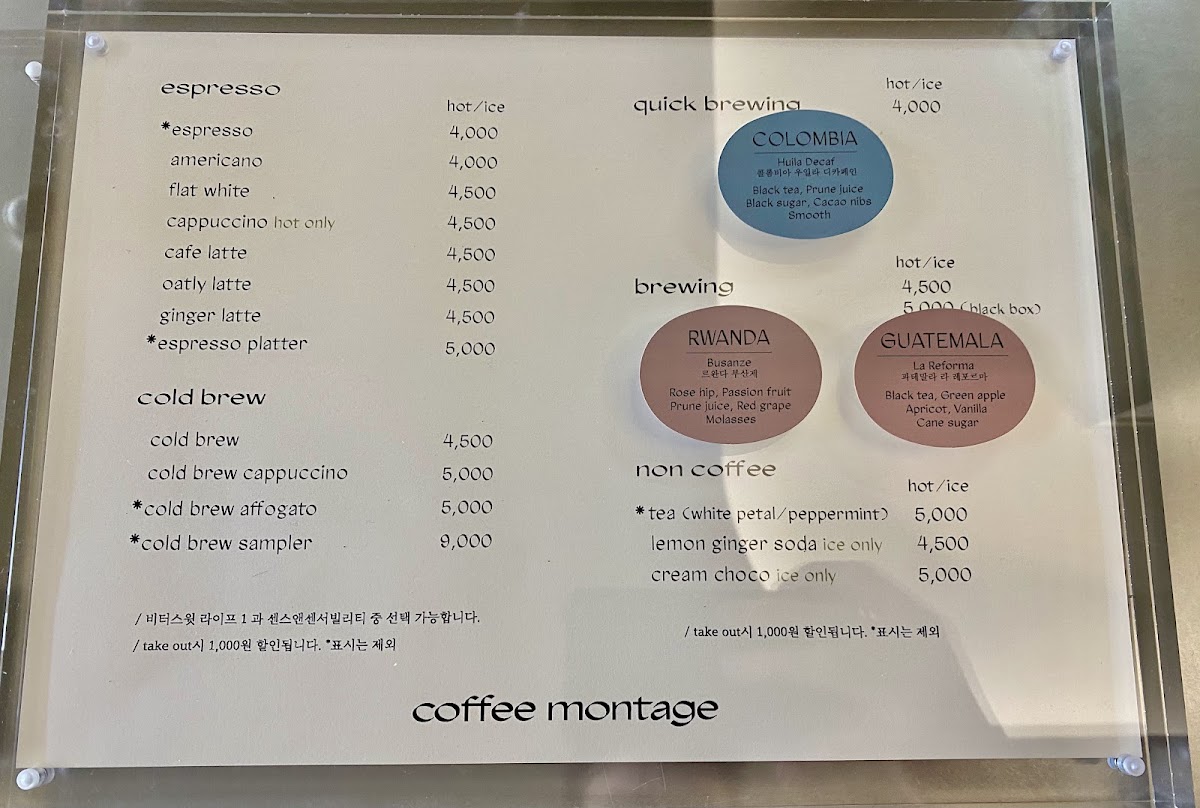 espresso
hot/ice
*espresso 4,000
americano 4,000
flat white 4,500
cappuccino hot only 4,500
cafe latte 4,500
oatly latte 4,500
ginger latte 4,500
*espresso platter 5,000
cold brew
cold brew 4,500
cold brew cappuccino 5,000
*cold brew affogato 5,000
*cold brew sampler 9,000
/ 비터스윗 라이프 1 과 센스앤센서빌리티 중 선택 가능합니다.
/ take out시 1,000원 할인됩니다. *표시는 제외
hot/ice
quick brewing 4,000
COLOMBIA
Huila Decaf
콜롬비아 우일라 디카페인
Black tea, Prune juice
Black sugar, Cacao nibs
Smooth
hot/ice
brewing 4,500
5,000 (black box)
RWANDA
Busanze
르완다 부산제
Rose hip, Passion fruit
Prune juice, Red grape
Molasses
GUATEMALA
La Reforma
과테말라 라 레포르마
Black tea, Green apple
Apricot, Vanilla
Cane sugar
non coffee
hot/ice
*tea (white petal/peppermint) 5,000
lemon ginger soda ice only 4,500
cream choco ice only 5,000
/ take out시 1,000원 할인됩니다. *표시는 제외
coffee montage